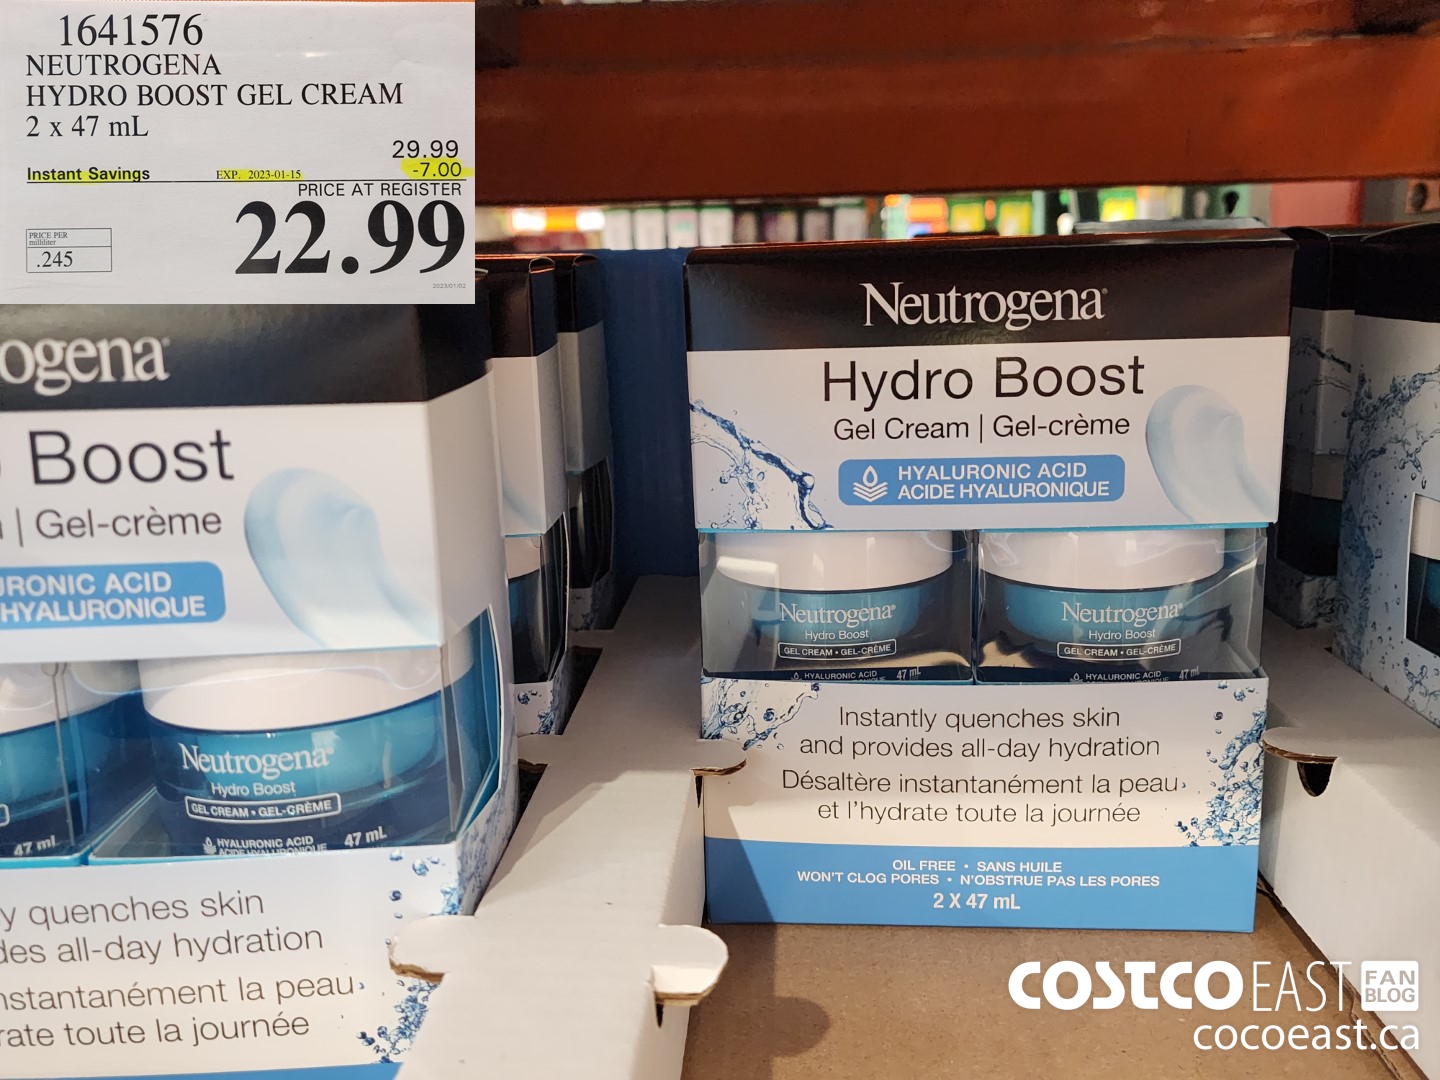 1641576
NEUTROGENA
HYDRO BOOST GEL CREAM
2 x 47 mL
29.99
Instant Savings EXP. 2023-01-15 -7.00
PRICE AT REGISTER
22.99
PRICE PER
milliliter
.245
2023/01/02
Neutrogena®
Hydro Boost
Gel Cream | Gel-crème
HYALURONIC ACID
ACIDE HYALURONIQUE
Neutrogena®
Hydro Boost
GEL CREAM • GEL-CRÈME
HYALURONIC ACID
47 mL
Neutrogena®
Hydro Boost
GEL CREAM • GEL-CRÈME
HYALURONIC ACID
47 mL
Instantly quenches skin
and provides all-day hydration
Désaltère instantanément la peau
et l'hydrate toute la journée
OIL FREE • SANS HUILE
WON'T CLOG PORES • N'OBSTRUE PAS LES PORES
2 X 47 mL
ogena®
Boost
| Gel-crème
URONIC ACID
HYALURONIQUE
47 mL
Neutrogena®
Hydro Boost
GEL CREAM • GEL-CRÈME
HYALURONIC ACID
ACIDE HYALURONIQUE
47 mL
y quenches skin
des all-day hydration
nstantanément la peau
rate toute la journée
COSTCO EAST FAN BLOG
cocoeast.ca